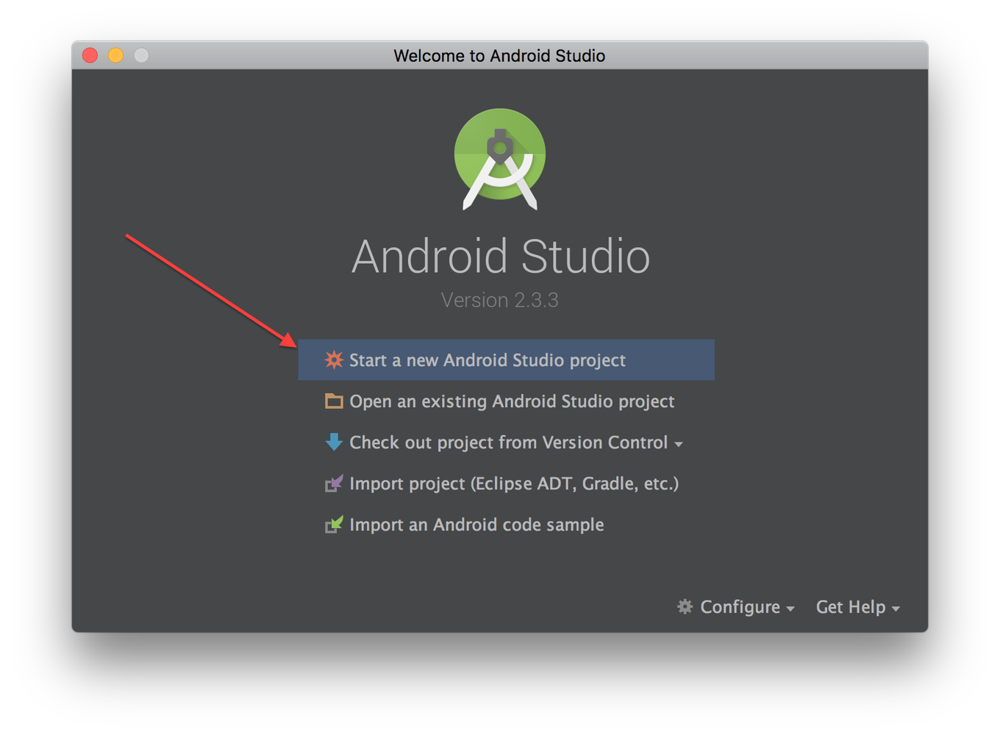 Welcome to Android Studio
Android Studio
Version 2.3.3
Start a new Android Studio project
Open an existing Android Studio project
Check out project from Version Control
Import project (Eclipse ADT, Gradle, etc.)
Import an Android code sample
Configure
Get Help